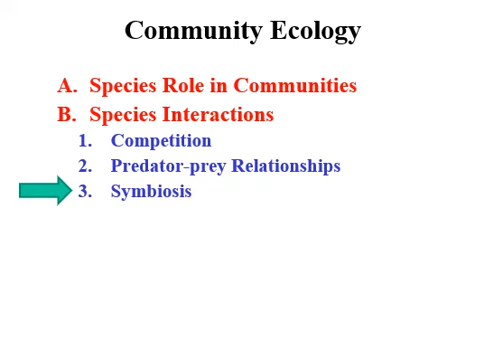 Community Ecology
A. Species Role in Communities
B. Species Interactions
1. Competition
2. Predator-prey Relationships
3. Symbiosis